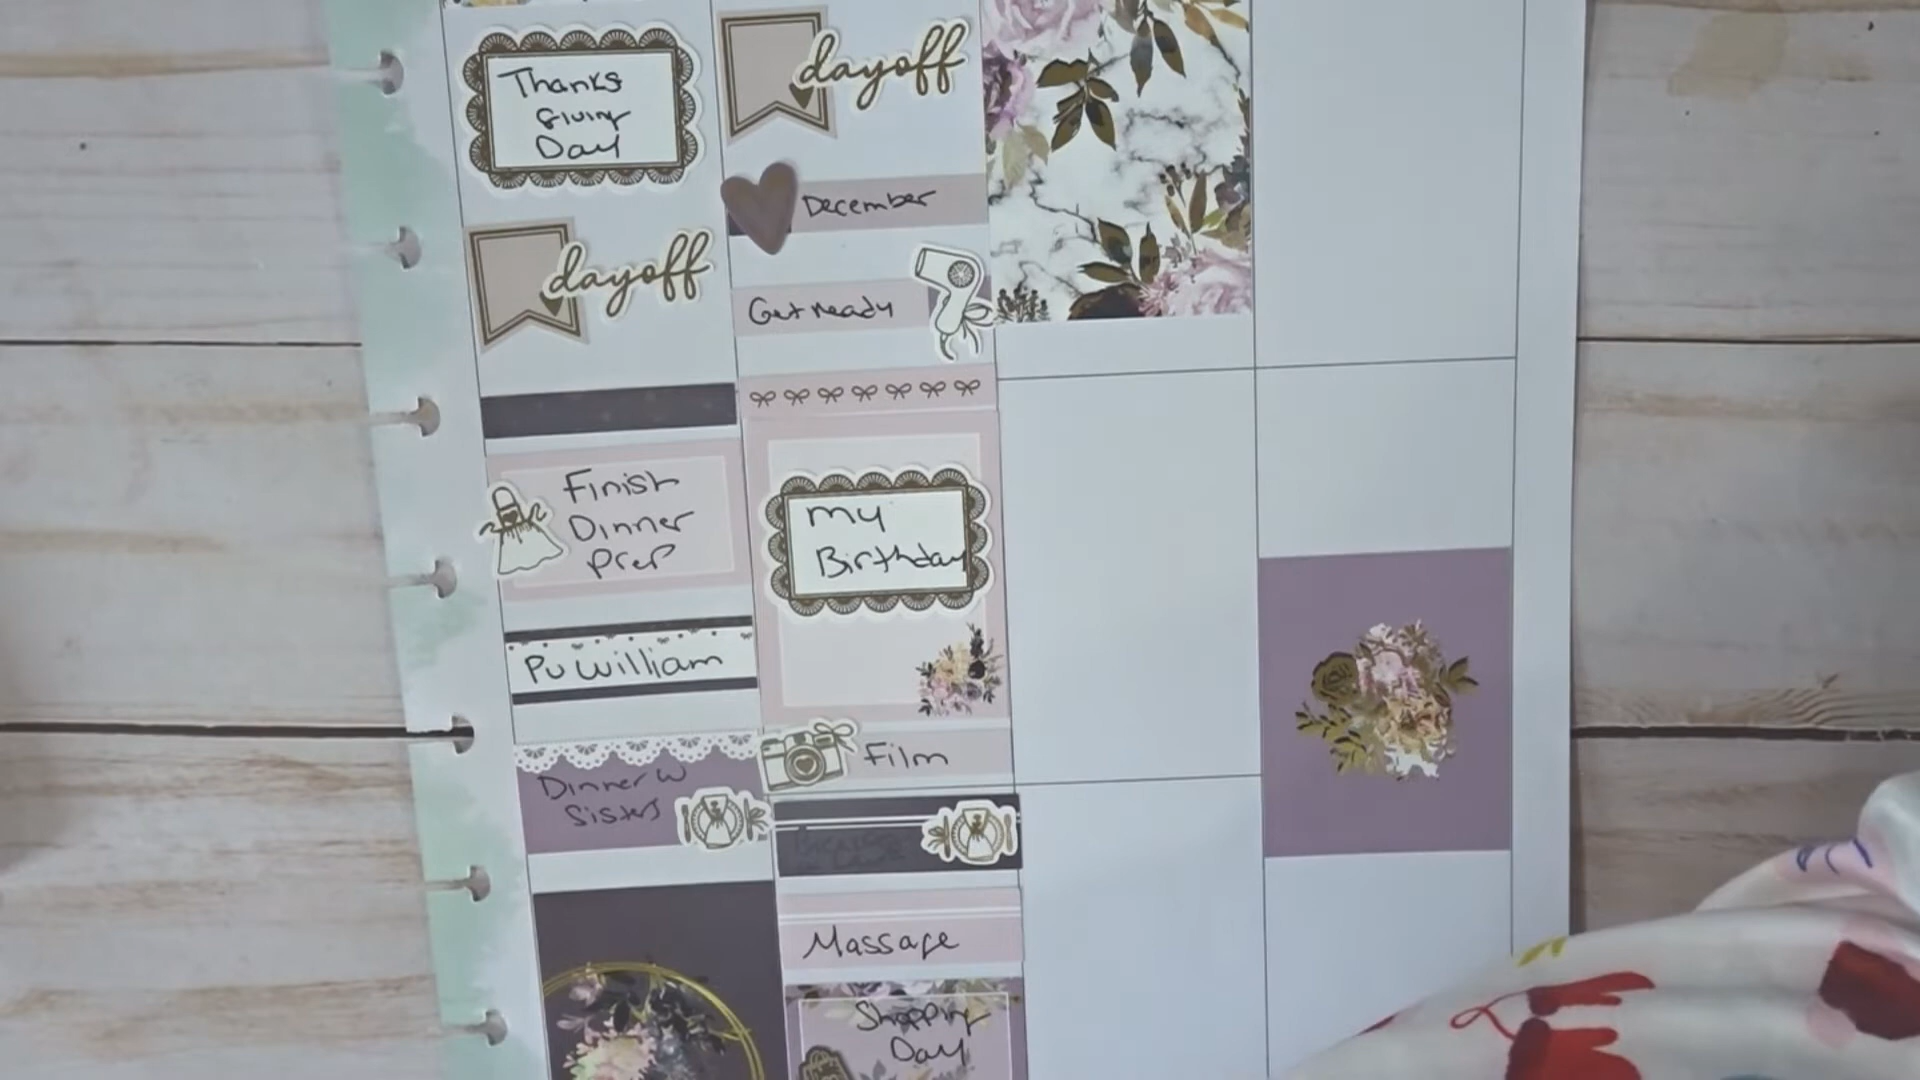 Thanks
Giving
Day
dayoff
Finish
Dinner
Prep
PU William
Dinner W
Sisters
dayoff
December
Get ready
My
Birthday
Film
Massage
Shopping
Day